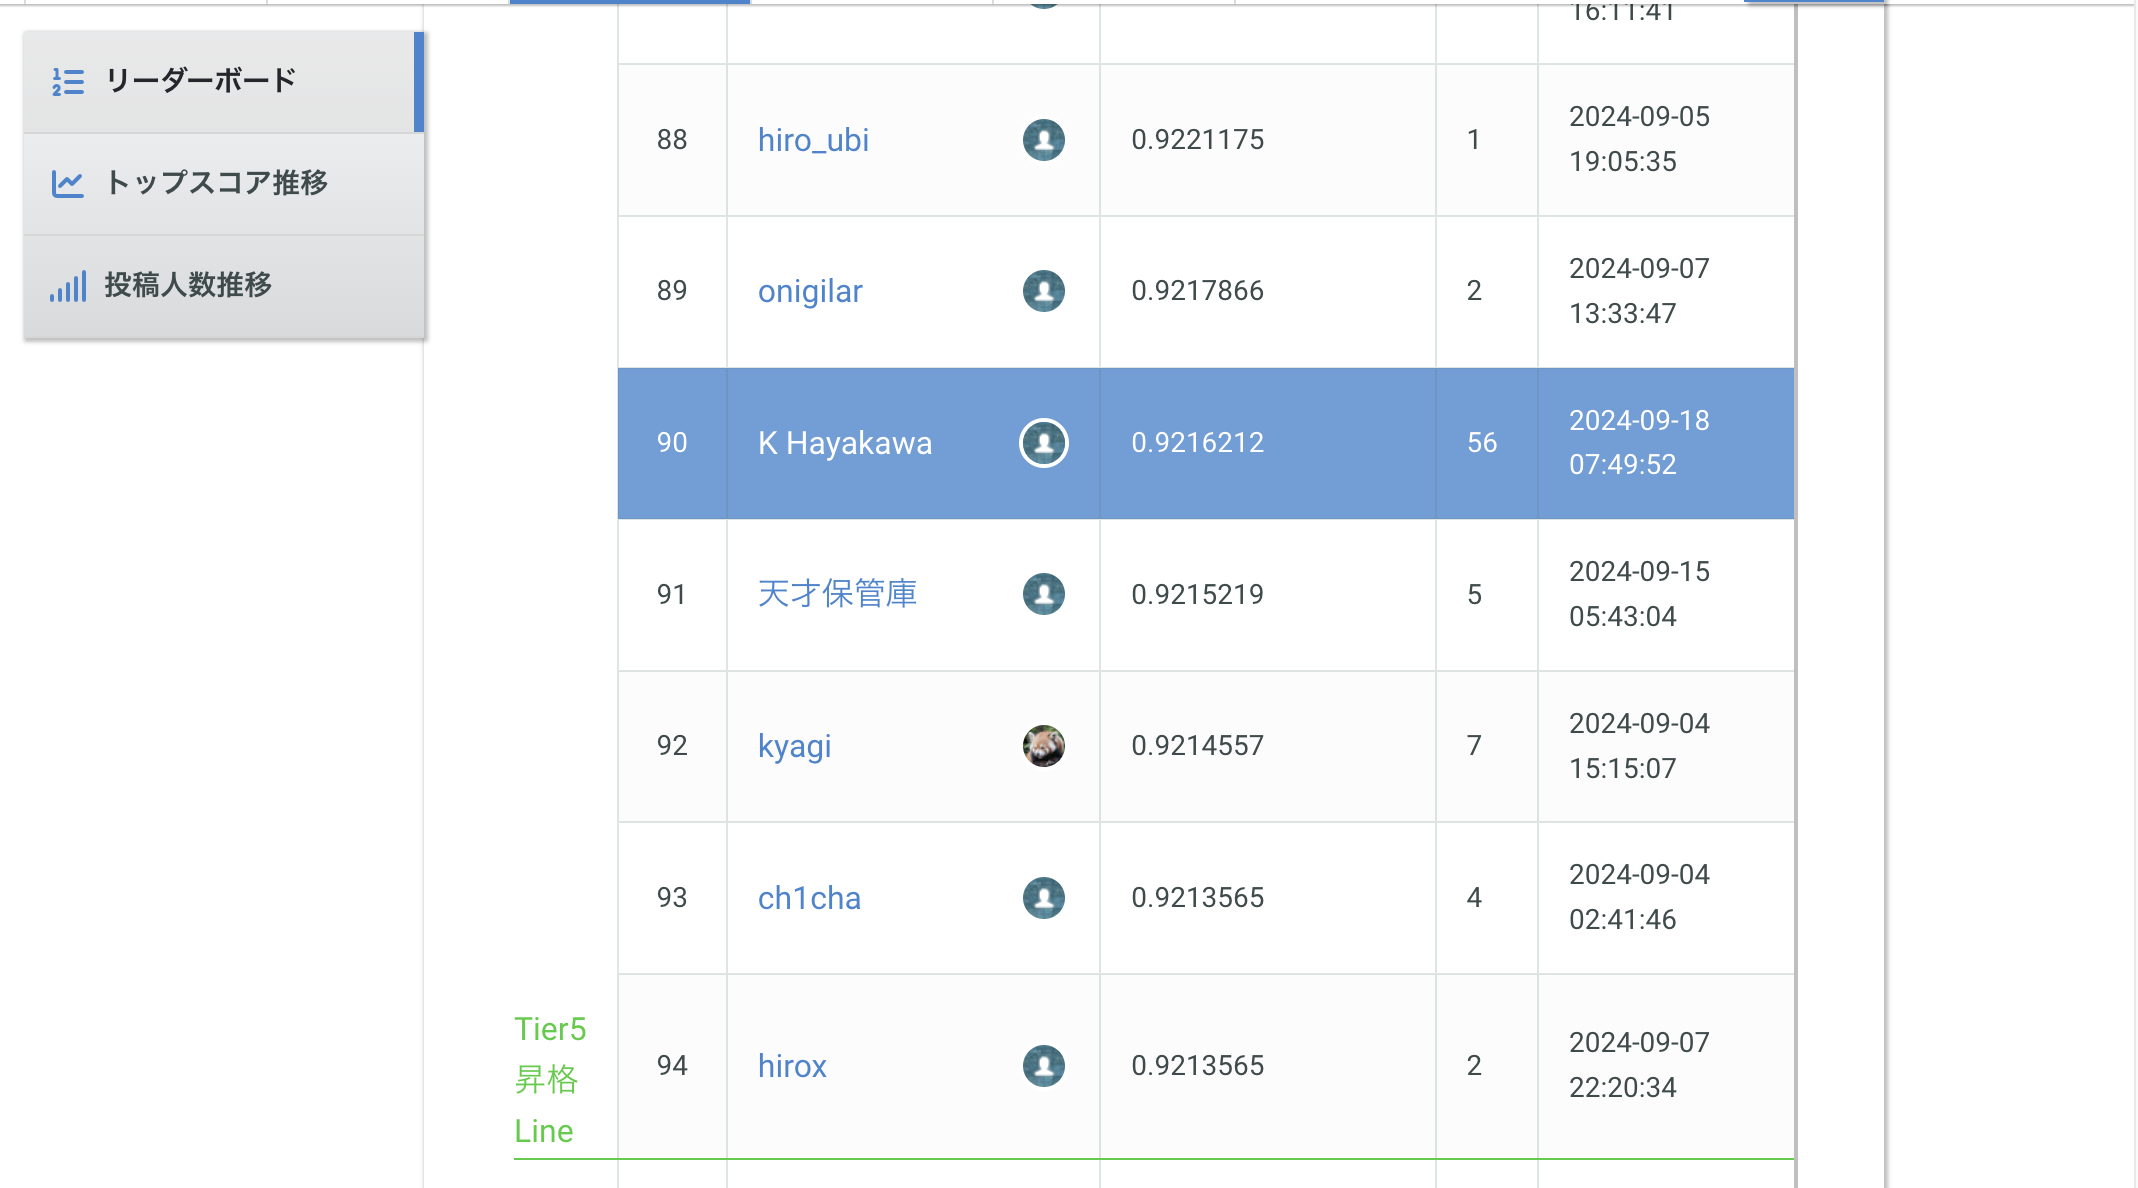 リーダーボード
トップスコア推移
投稿人数推移
16:11:41
88 hiro_ubi 0.9221175 1 2024-09-05
19:05:35
89 onigilar 0.9217866 2 2024-09-07
13:33:47
90 K Hayakawa 0.9216212 56 2024-09-18
07:49:52
91 天才保管庫 0.9215219 5 2024-09-15
05:43:04
92 kyagi 0.9214557 7 2024-09-04
15:15:07
93 ch1cha 0.9213565 4 2024-09-04
02:41:46
Tier5
昇格
Line
94 hirox 0.9213565 2 2024-09-07
22:20:34